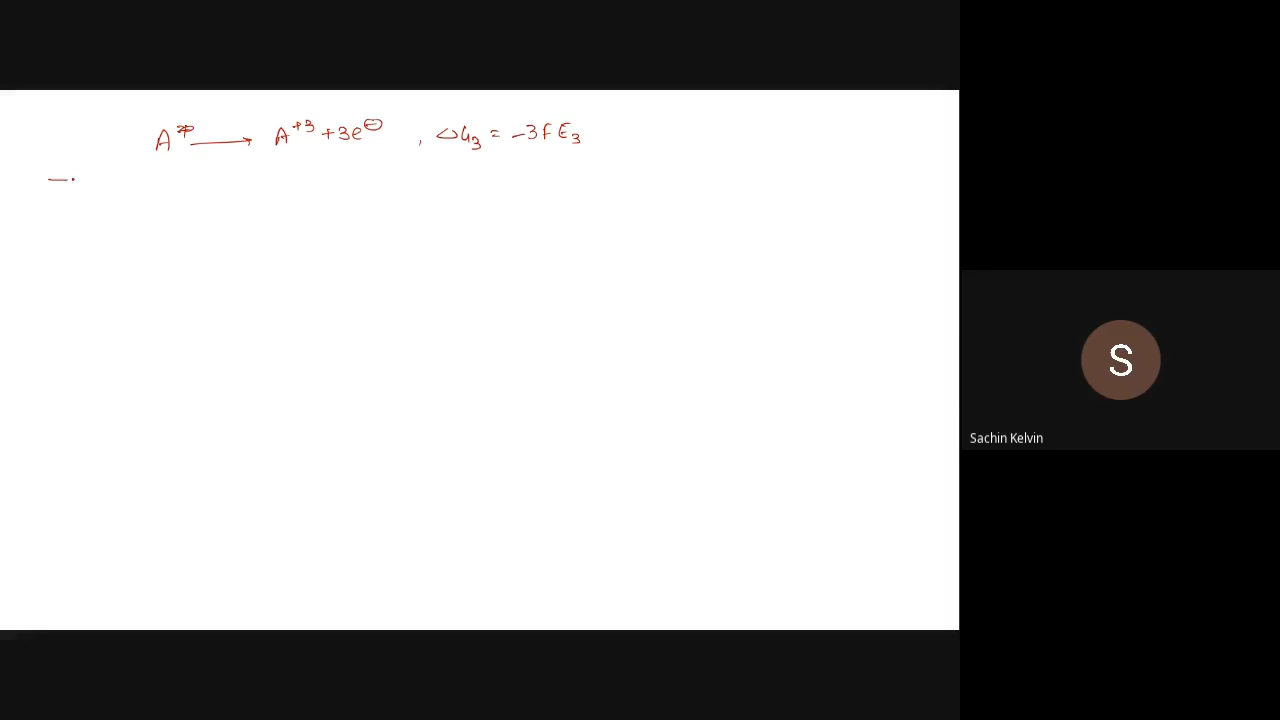 A ⟶ A⁺³ + 3e⊖ , ΔG₃ = -3FE₃
S
Sachin Kelvin